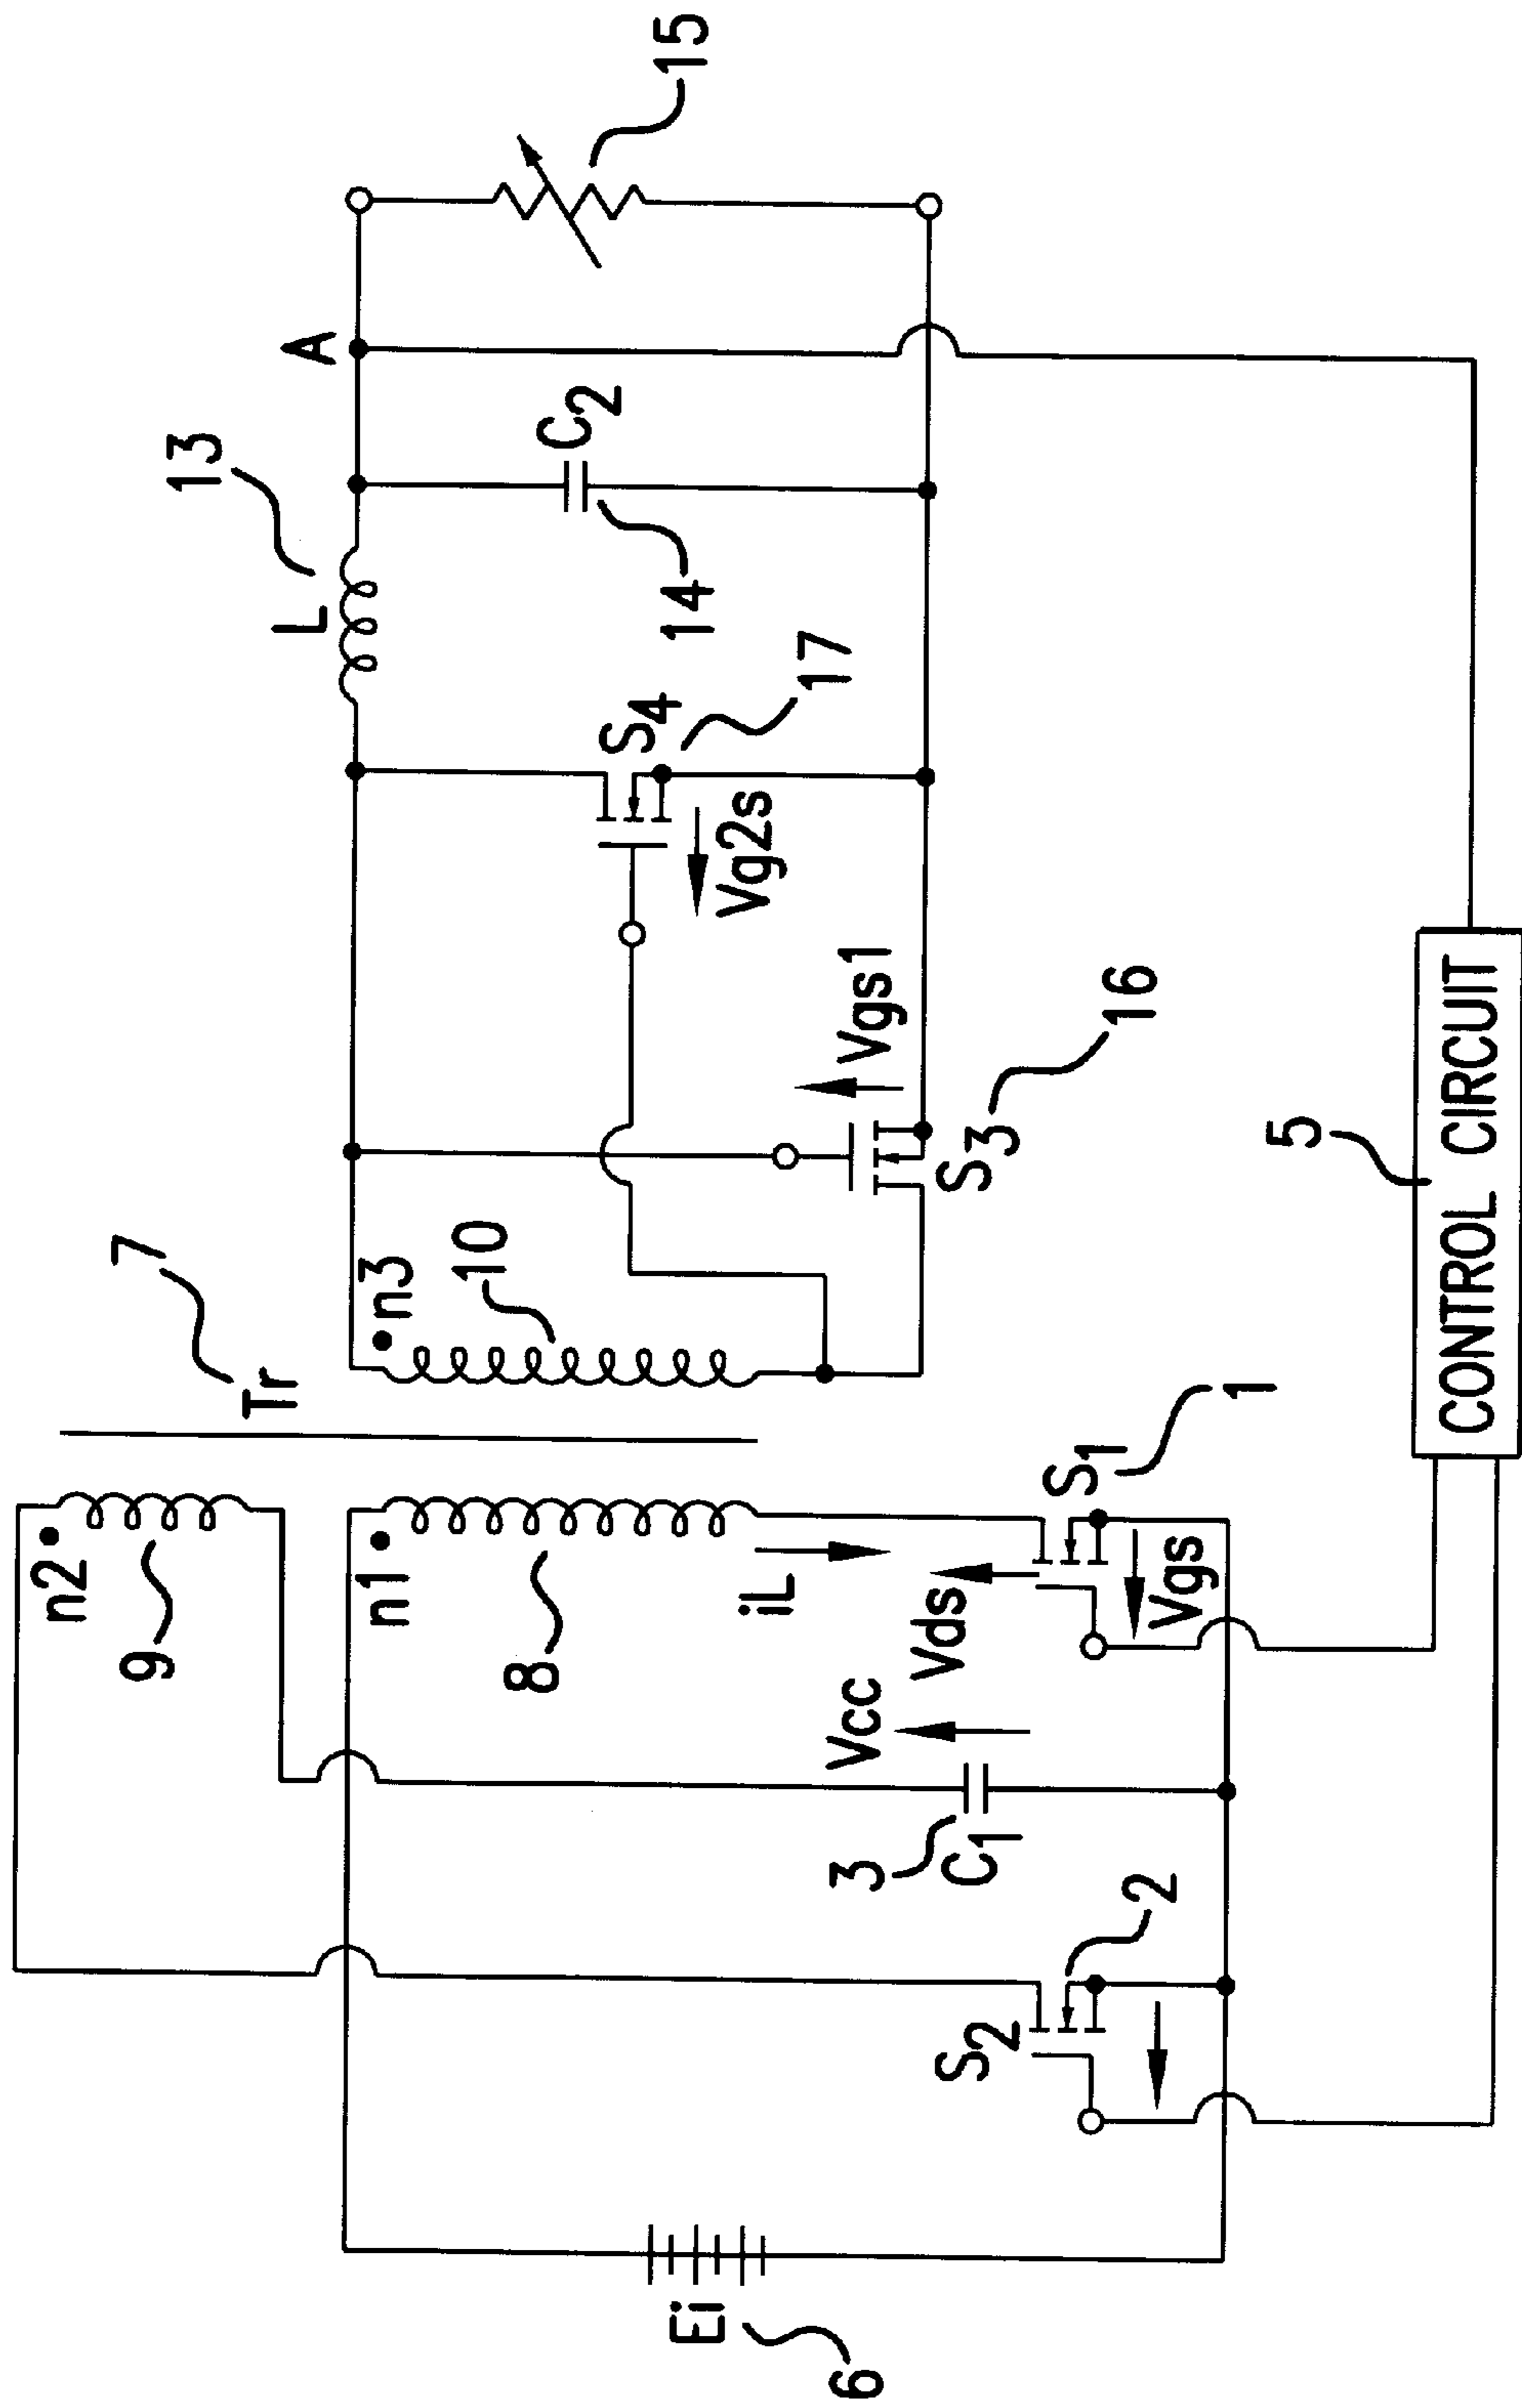 7
Tr
n2
9
n1
8
iL
n3
10
L
13
A
C2
14
15
S4
17
Vg2s
Vgs1
S3
16
Ei
6
S2
2
3
C1
Vcc
Vds
Vgs
S1
1
5
CONTROL CIRCUIT